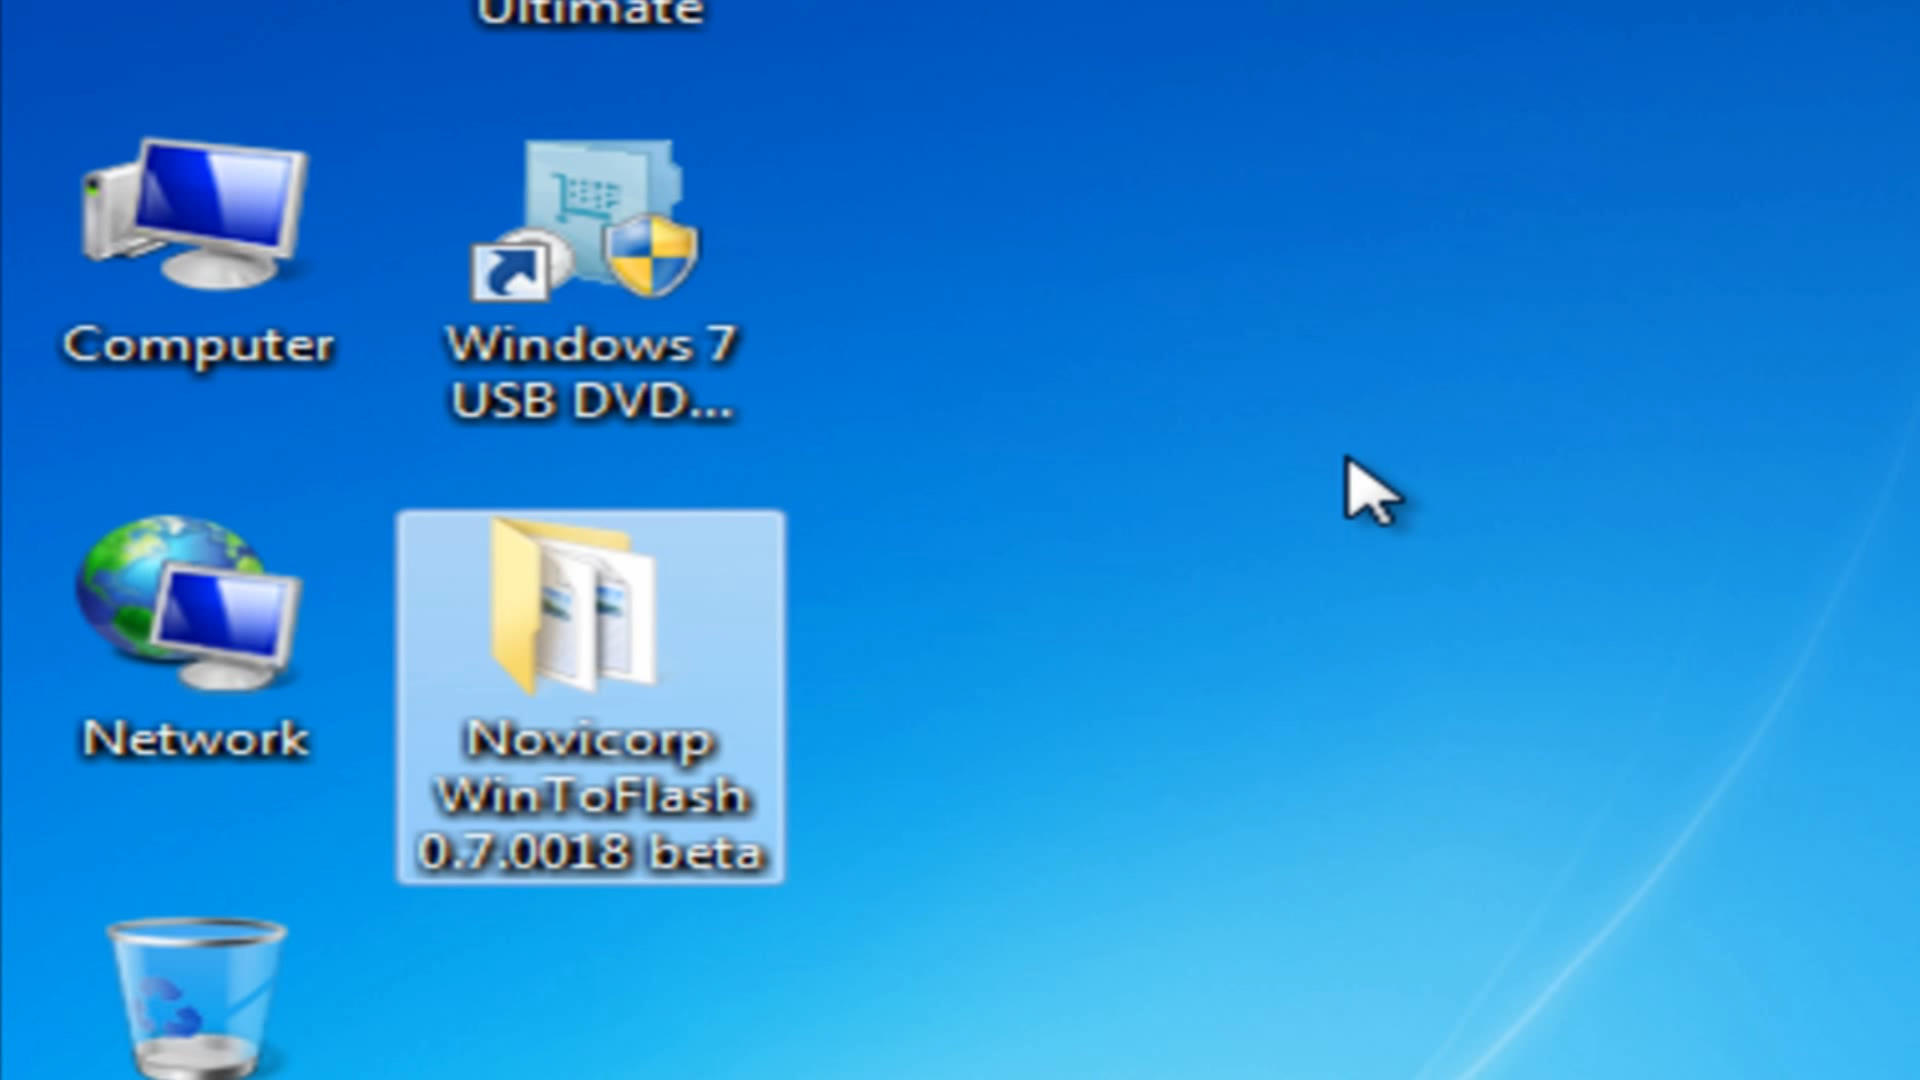 Ultimate
Computer
Windows 7
USB DVD...
Network
Novicorp
WinToFlash
0.7.0018 beta